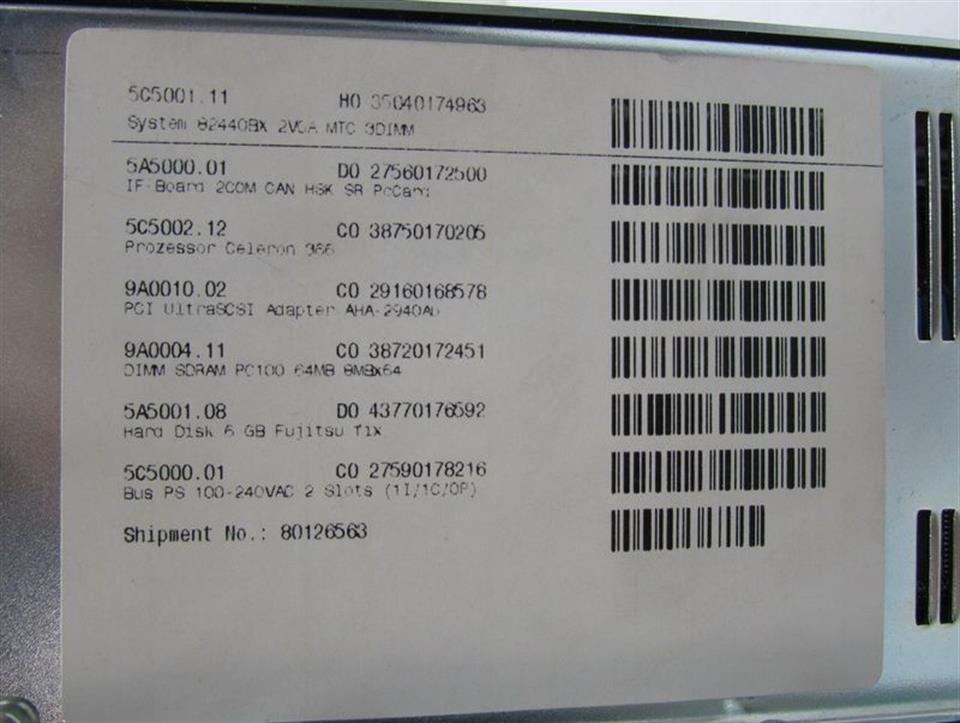 5C5001.11 H0 35040174963
System 82440BX MTC 3DIMM
5A5000.01 D0 27560172500
IF-Board 2COM CAN HSK SR PcCard
5C5002.12 C0 38750170205
Prozessor Celeron 366
9A0010.02 C0 29160168578
PCI UltraSCSI Adapter AHA-2940AU
9A0004.11 C0 38720172451
DIMM SDRAM PC100 64MB 8MBx64
5A5001.08 D0 43770176592
Hard Disk 6 GB Fujitsu fix
5C5000.01 C0 27590178216
Bus PS 100-240VAC 2 Slots (1I/1C/0P)
Shipment No.: 80126563